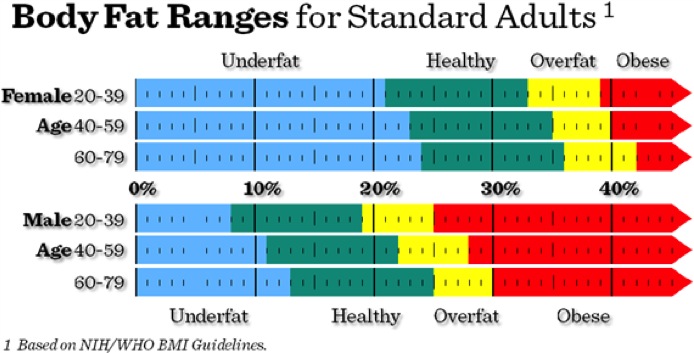 Body Fat Ranges for Standard Adults 1
Underfat Healthy Overfat Obese
Female 20-39
Age 40-59
60-79
0% 10% 20% 30% 40%
Male 20-39
Age 40-59
60-79
Underfat Healthy Overfat Obese
1 Based on NIH/WHO BMI Guidelines.